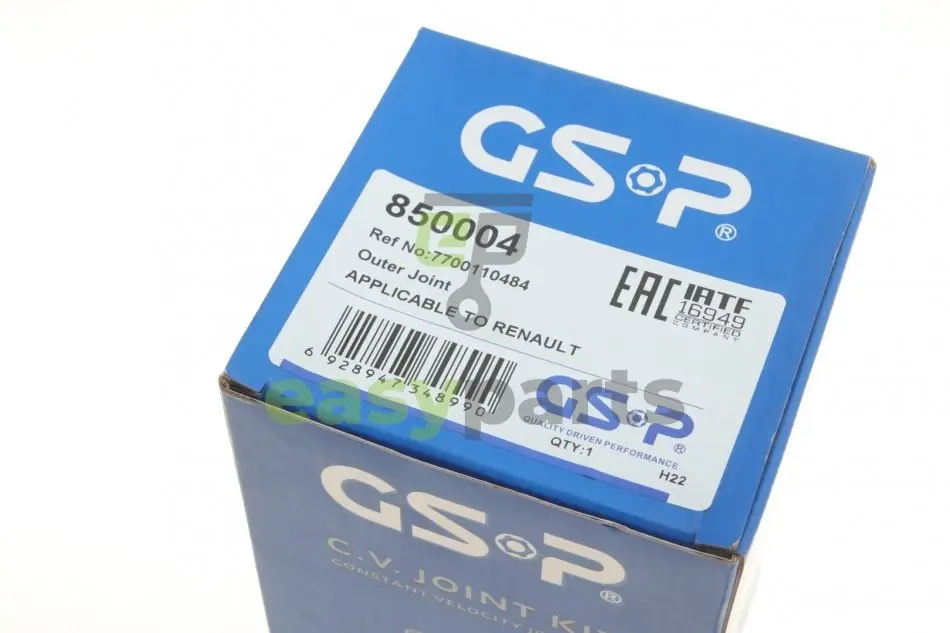 GSP®
850004
Ref No:7700110484
Outer Joint
APPLICABLE TO RENAULT
EAC IATF
16949
CERTIFIED
COMPANY
6 928947 348990
easyparts
GSP®
QUALITY DRIVEN PERFORMANCE
QTY:1
H22
GSP®
C.V. JOINT KIT
CONSTANT VELOCITY